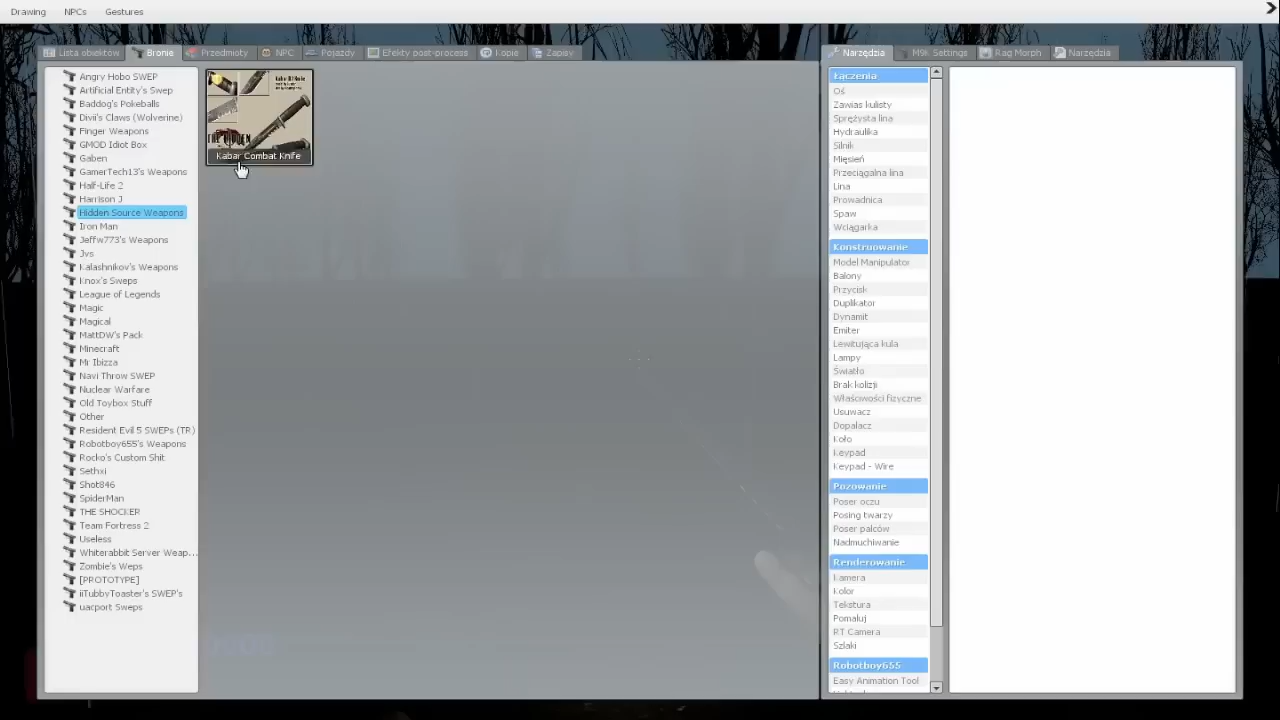 Drawing NPCs Gestures
Lista obiektów Bronie Przedmioty NPC Pojazdy Efekty post-process Kopie Zapisy
Angry Hobo SWEP
Artificial Entity's Swep
Baddog's Pokeballs
Divii's Claws (Wolverine)
Finger Weapons
GMOD Idiot Box
Gaben
GamerTech13's Weapons
Half-Life 2
Harrison J
Hidden Source Weapons
Iron Man
Jeffw773's Weapons
Jvs
Kalashnikov's Weapons
Knox's Sweps
League of Legends
Magic
Magical
MattDW's Pack
Minecraft
Mr Ibizza
Navi Throw SWEP
Nuclear Warfare
Old Toybox Stuff
Other
Resident Evil 5 SWEPs (TR)
Robotboy655's Weapons
Rocko's Custom Shit
Sethxi
Shot846
SpiderMan
THE SHOCKER
Team Fortress 2
Useless
Whiterabbit Server Weap...
Zombie's Weps
[PROTOTYPE]
iiTubbyToaster's SWEP's
uacport Sweps
Kabar Combat Knife
Narzędzia M9K Settings Rag Morph Narzędzia
Łączenia
Oś
Zawias kulisty
Sprężysta lina
Hydraulika
Silnik
Mięsień
Przeciągalna lina
Lina
Prowadnica
Spaw
Wciągarka
Konstruowanie
Model Manipulator
Balony
Przycisk
Duplikator
Dynamit
Emiter
Lewitująca kula
Lampy
Światło
Brak kolizji
Właściwości fizyczne
Usuwacz
Dopalacz
Koło
Keypad
Keypad - Wire
Pozowanie
Poser oczu
Posing twarzy
Poser palców
Nadmuchiwanie
Renderowanie
Kamera
Kolor
Tekstura
Pomaluj
RT Camera
Szlaki
Robotboy655
Easy Animation Tool